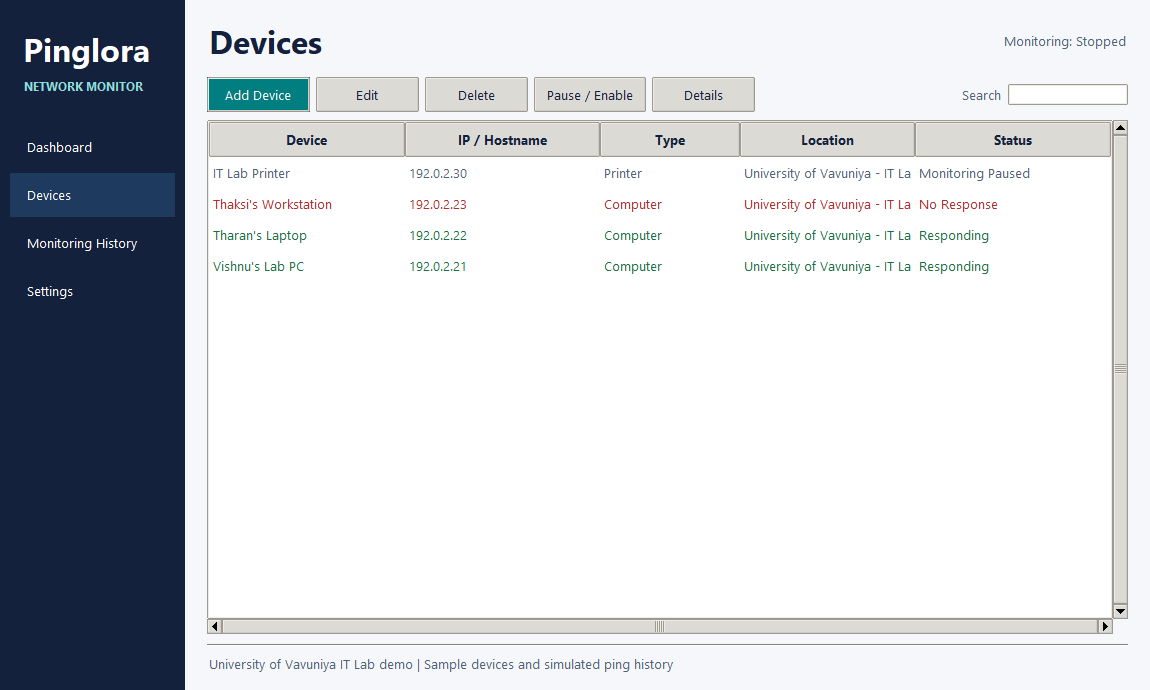 Pinglora
NETWORK MONITOR
Dashboard
Devices
Monitoring History
Settings
Devices
Monitoring: Stopped
Add Device Edit Delete Pause / Enable Details Search
Device IP / Hostname Type Location Status
IT Lab Printer 192.0.2.30 Printer University of Vavuniya - IT La Monitoring Paused
Thaksi's Workstation 192.0.2.23 Computer University of Vavuniya - IT La No Response
Tharan's Laptop 192.0.2.22 Computer University of Vavuniya - IT La Responding
Vishnu's Lab PC 192.0.2.21 Computer University of Vavuniya - IT La Responding
University of Vavuniya IT Lab demo | Sample devices and simulated ping history